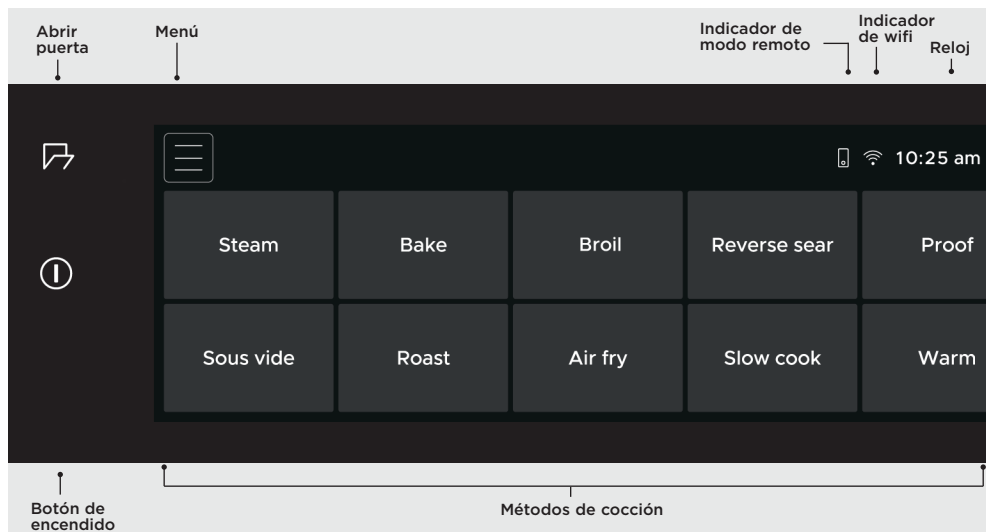 Abrir
puerta
Menú
Indicador de
modo remoto
Indicador
de wifi
Reloj
10:25 am
Steam
Bake
Broil
Reverse sear
Proof
Sous vide
Roast
Air fry
Slow cook
Warm
Botón de
encendido
Métodos de cocción